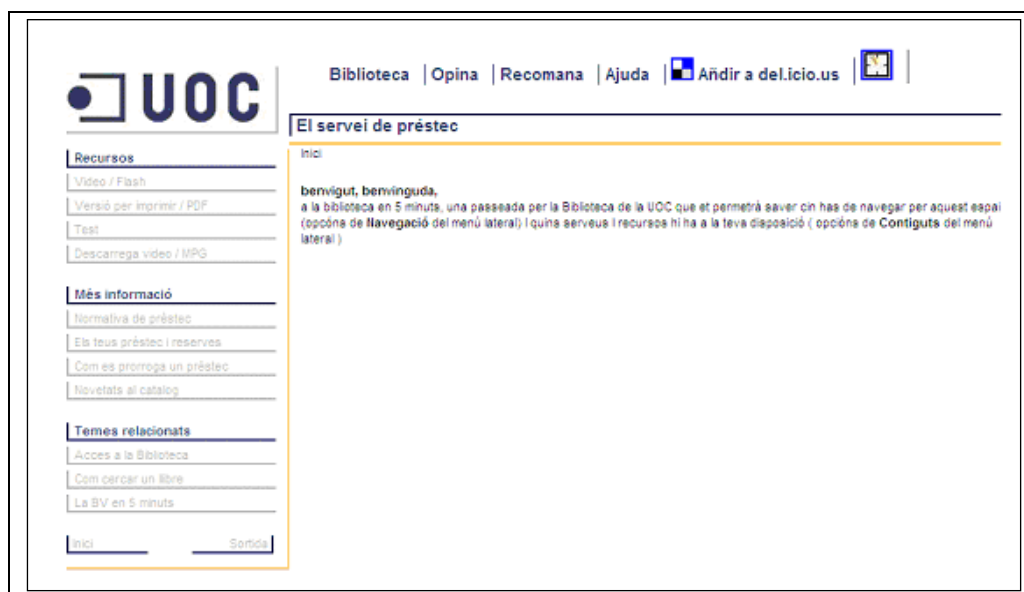 UOC
Biblioteca | Opina | Recomana | Ajuda | Añdir a del.icio.us
El servei de préstec
Recursos
Video / Flash
Versió per imprimir / PDF
Test
Descarrega video / MPG
Més informació
Normativa de préstec
Els teus préstec i reserves
Com es prorroga un préstec
Novetats al catalog
Temes relacionats
Acces a la Biblioteca
Com cercar un llibre
La BV en 5 minuts
Inici Sortida
Inici
benvigut, benvinguda,
a la biblioteca en 5 minuts, una passeada per la Biblioteca de la UOC que et permetrà saver cin has de navegar per aquest espai
(opcóns de Navegació del menú lateral) i quins serveus i recursos hi ha a la teva disposició ( opcións de Contiguts del menú
lateral )